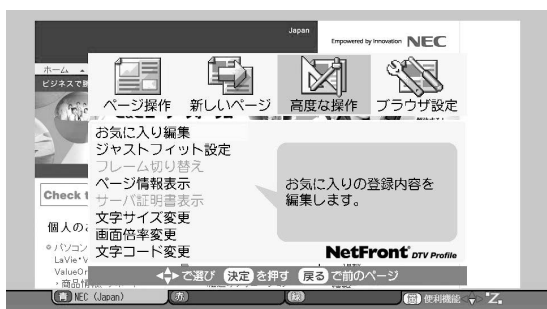 Japan
Empowered by Innovation NEC
ホーム
ビジネスで
ページ操作 新しいページ 高度な操作 ブラウザ設定
お気に入り編集
ジャストフィット設定
フレーム切り替え
ページ情報表示
サーバ証明書表示
文字サイズ変更
画面倍率変更
文字コード変更
お気に入りの登録内容を
編集します。
Check
個人の
パソコン
LaVie・V
ValueOr
・商品情
NetFront DTV Profile
で選び 決定 を押す 戻る で前のページ
青 NEC (Japan) 赤 緑 黄 便利機能 Z.